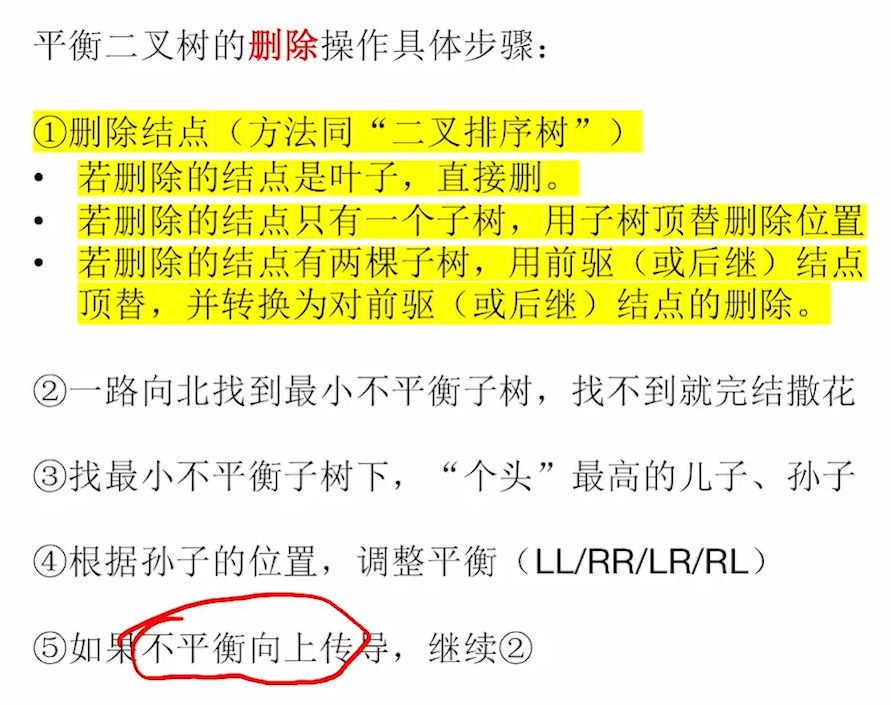 平衡二叉树的删除操作具体步骤：
①删除结点（方法同“二叉排序树”）
• 若删除的结点是叶子，直接删。
• 若删除的结点只有一个子树，用子树顶替删除位置
• 若删除的结点有两棵子树，用前驱（或后继）结点
顶替，并转换为对前驱（或后继）结点的删除。
②一路向北找到最小不平衡子树，找不到就完结撒花
③找最小不平衡子树下，“个头”最高的儿子、孙子
④根据孙子的位置，调整平衡（LL/RR/LR/RL）
⑤如果不平衡向上传导，继续②